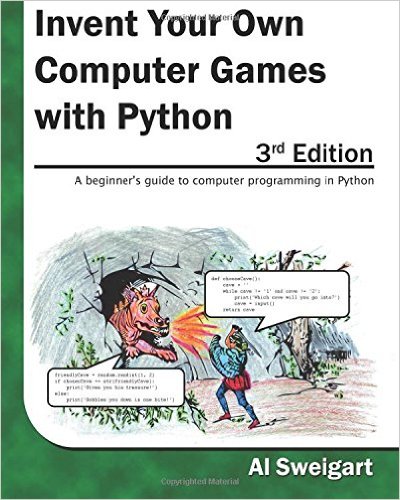 Invent Your Own
Computer Games
with Python
3rd Edition
A beginner's guide to computer programming in Python
def chooseCave():
cave = ''
while cave != '1' and cave != '2':
print('Which cave will you go into?')
cave = input()
return cave
friendlyCave = random.randint(1, 2)
if chosenCave == str(friendlyCave):
print('Gives you his treasure!')
else:
print('Gobbles you down in one bite!')
Al Sweigart